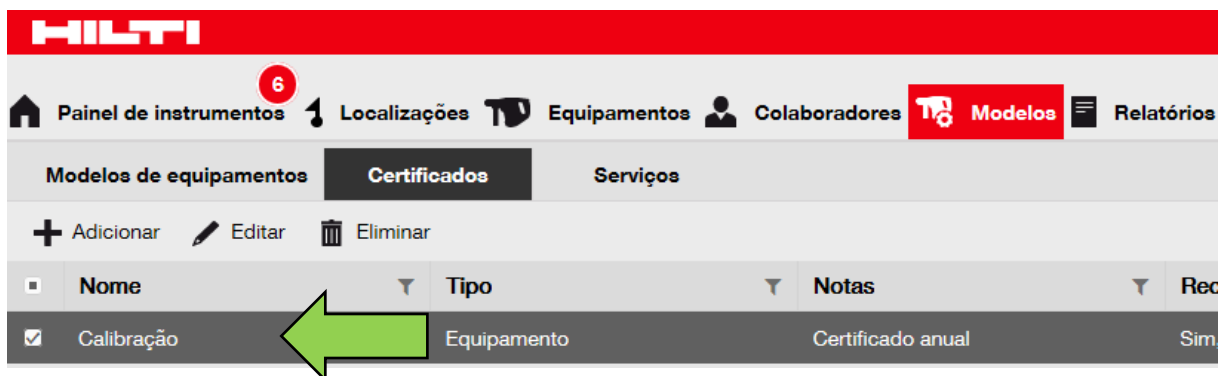 HILTI
6
Painel de instrumentos Localizações Equipamentos Colaboradores Modelos Relatórios
Modelos de equipamentos Certificados Serviços
Adicionar Editar Eliminar
Nome Tipo Notas
Calibração Equipamento Certificado anual Sim,